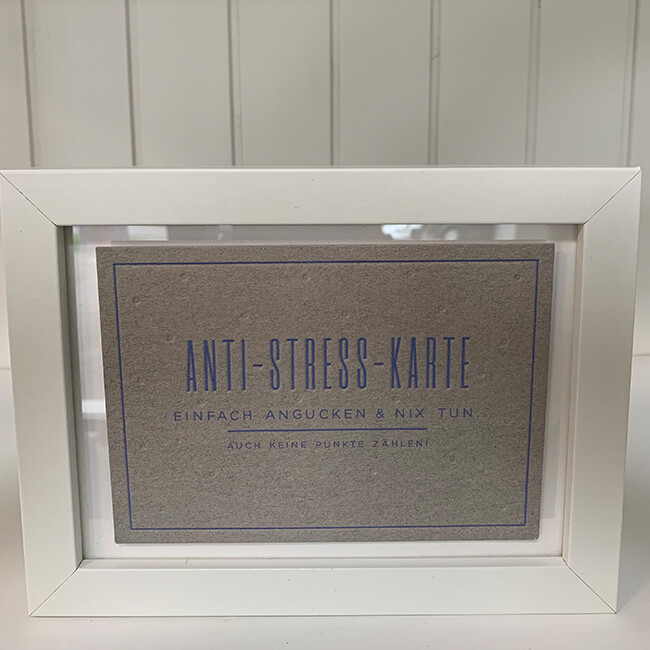 ANTI-STRESS-KARTE
EINFACH ANGUCKEN & NIX TUN.
AUCH KEINE PUNKTE ZÄHLEN!